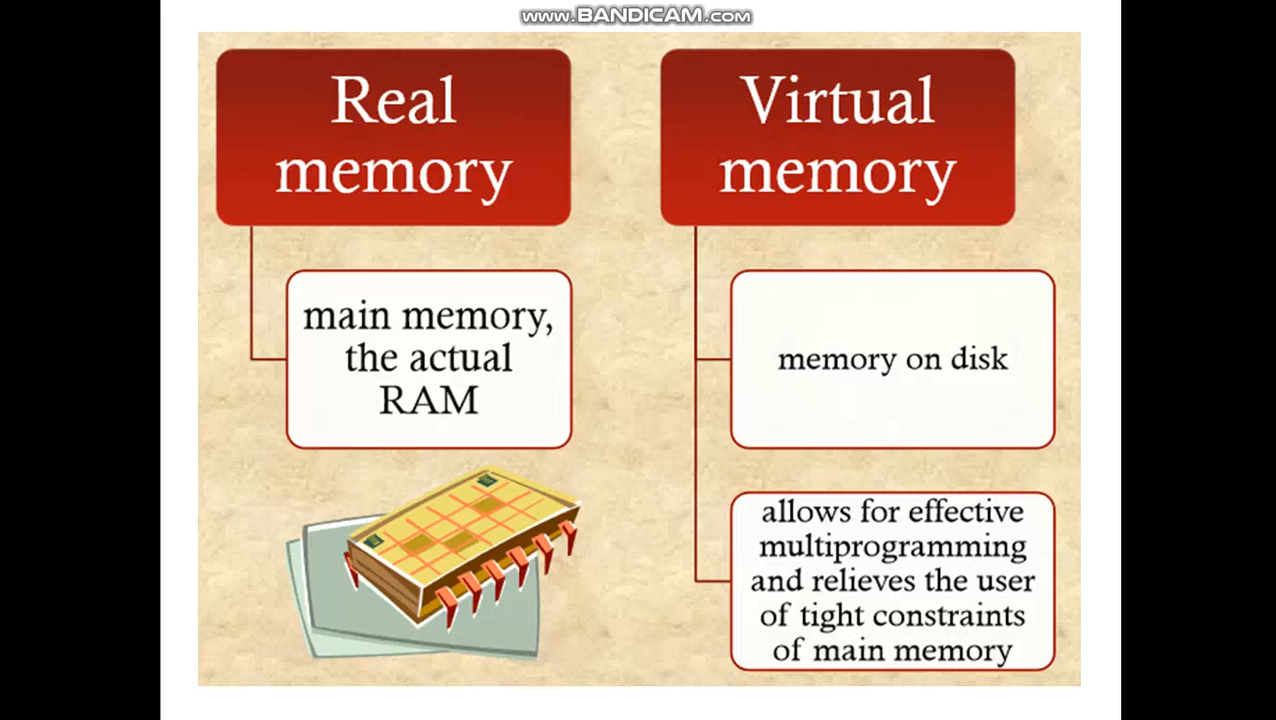 www.BANDICAM.com
Real
memory
main memory,
the actual
RAM
Virtual
memory
memory on disk
allows for effective
multiprogramming
and relieves the user
of tight constraints
of main memory